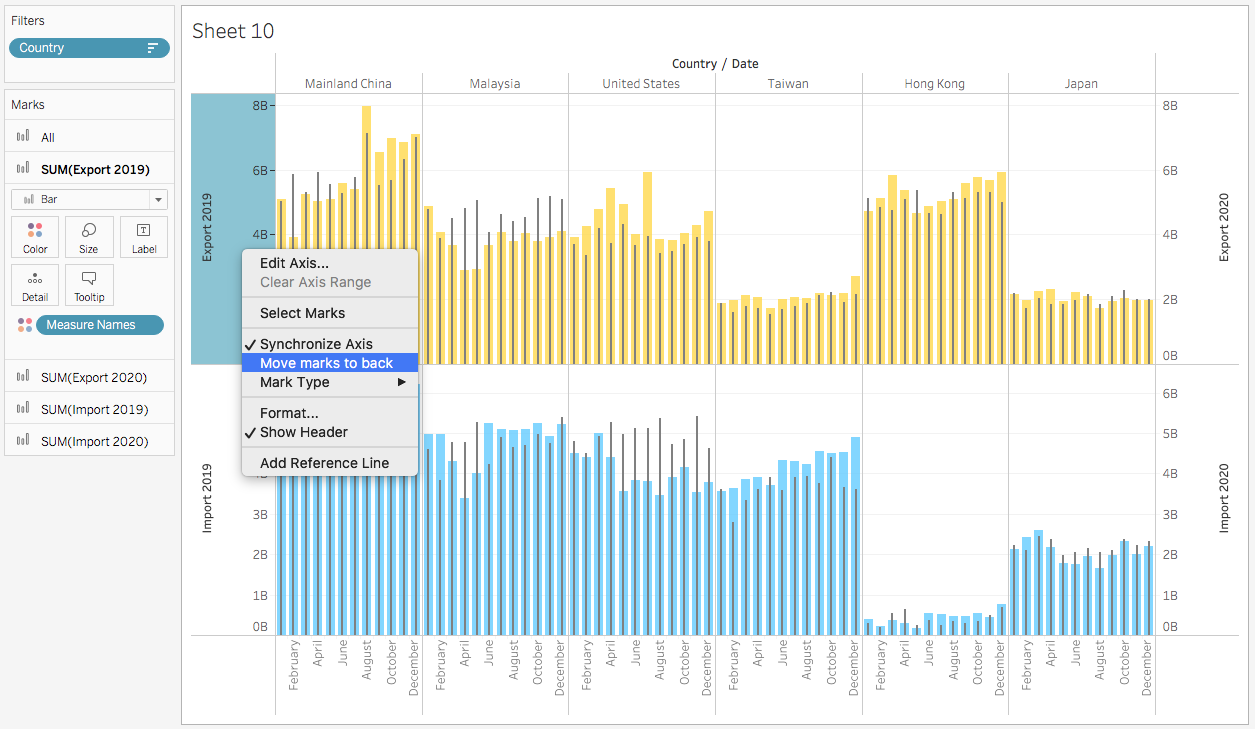 Filters
Country
Marks
All
SUM(Export 2019)
Bar
Color
Size
Label
Detail
Tooltip
Measure Names
SUM(Export 2020)
SUM(Import 2019)
SUM(Import 2020)
Sheet 10
Country / Date
Mainland China
Malaysia
United States
Taiwan
Hong Kong
Japan
Export 2019
8B
6B
4B
Edit Axis...
Clear Axis Range
Select Marks
Synchronize Axis
Move marks to back
Mark Type
Format...
Show Header
Add Reference Line
8B
6B
4B
2B
0B
Export 2020
Import 2019
3B
2B
1B
0B
6B
5B
4B
3B
2B
1B
0B
Import 2020
February
April
June
August
October
December
February
April
June
August
October
December
February
April
June
August
October
December
February
April
June
August
October
December
February
April
June
August
October
December
February
April
June
August
October
December